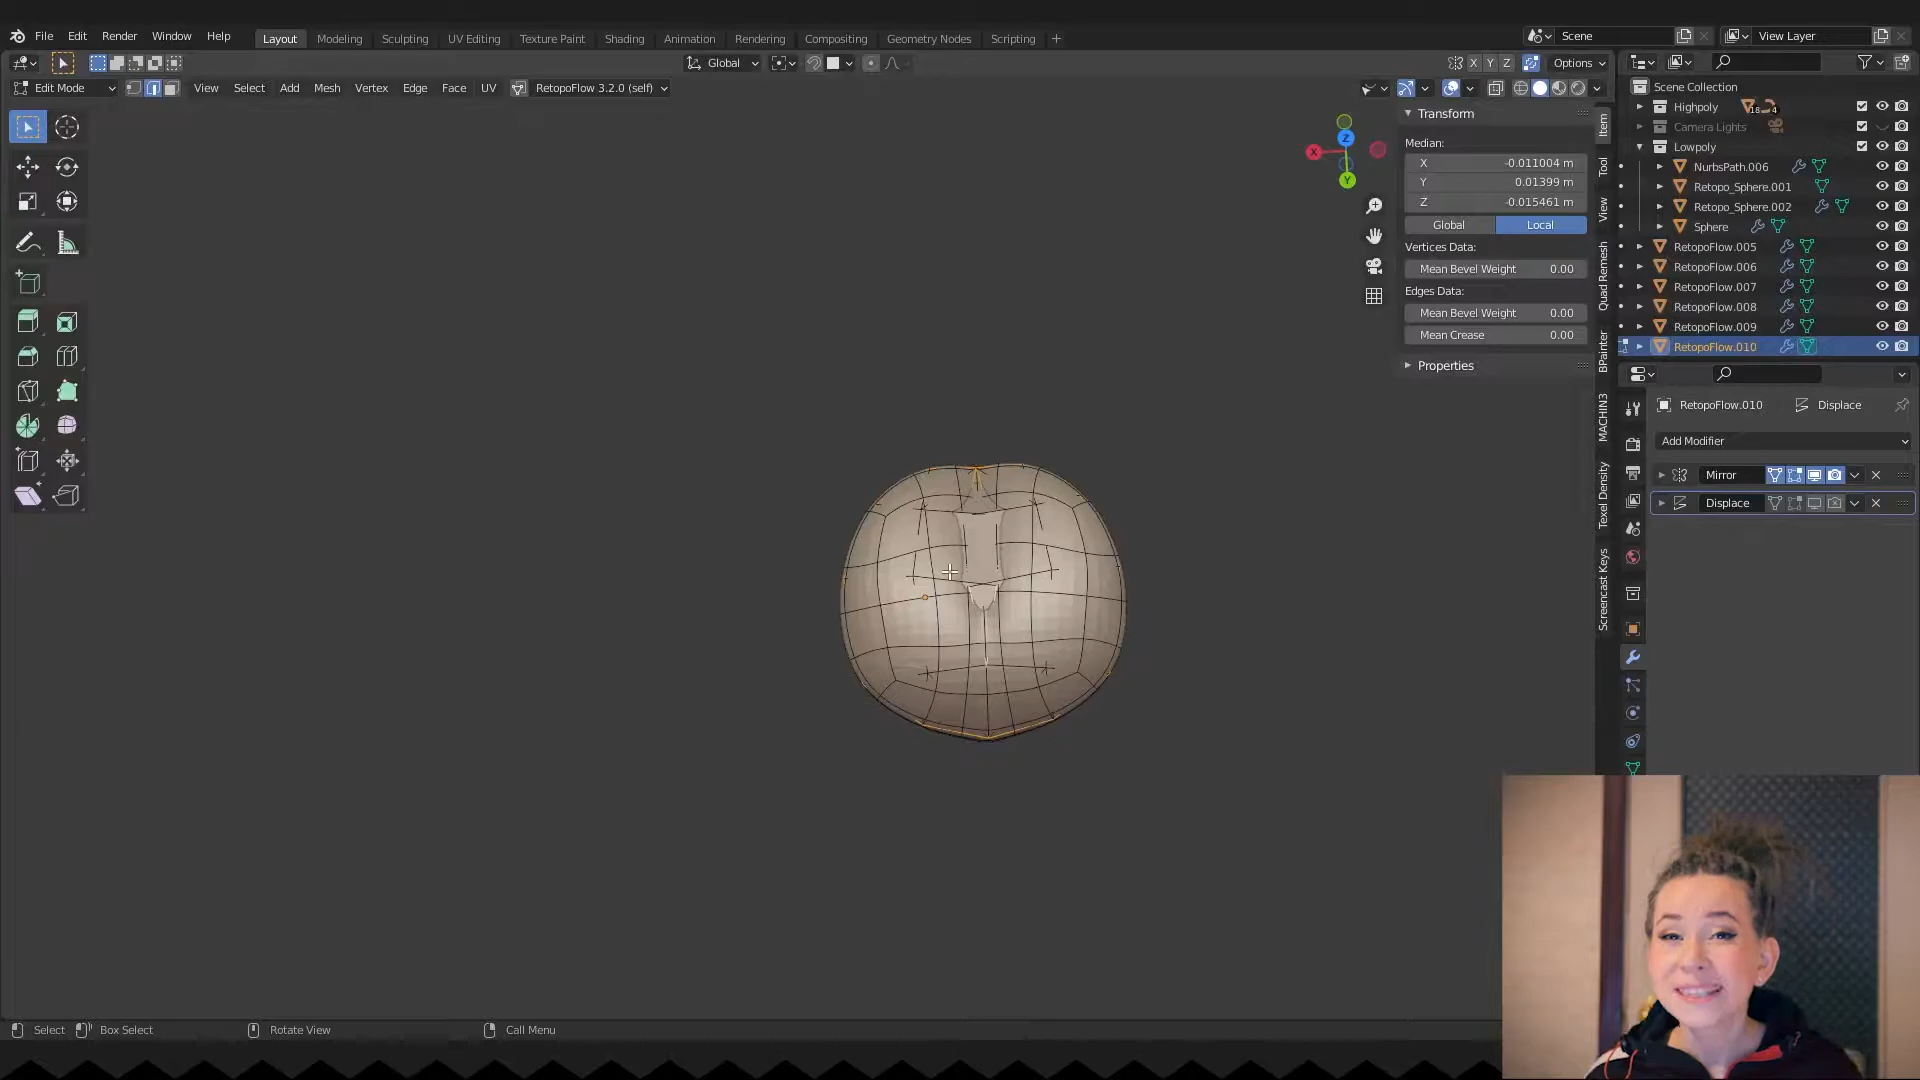 File Edit Render Window Help Layout Modeling Sculpting UV Editing Texture Paint Shading Animation Rendering Compositing Geometry Nodes Scripting + Scene View Layer
Global X Y Z Options
Edit Mode View Select Add Mesh Vertex Edge Face UV RetopoFlow 3.2.0 (self)
X
Z
Y
Transform
Median:
X -0.011004 m
Y 0.01399 m
Z -0.015461 m
Global Local
Vertices Data:
Mean Bevel Weight 0.00
Edges Data:
Mean Bevel Weight 0.00
Mean Crease 0.00
Properties
Item
Tool
View
Quad Remesh
BPainter
MACHIN3
Texel Density
Screencast Keys
Scene Collection
Highpoly 18 4
Camera Lights
Lowpoly
NurbsPath.006
Retopo_Sphere.001
Retopo_Sphere.002
Sphere
RetopoFlow.005
RetopoFlow.006
RetopoFlow.007
RetopoFlow.008
RetopoFlow.009
RetopoFlow.010
RetopoFlow.010 Displace
Add Modifier
Mirror
Displace
Select Box Select Rotate View Call Menu